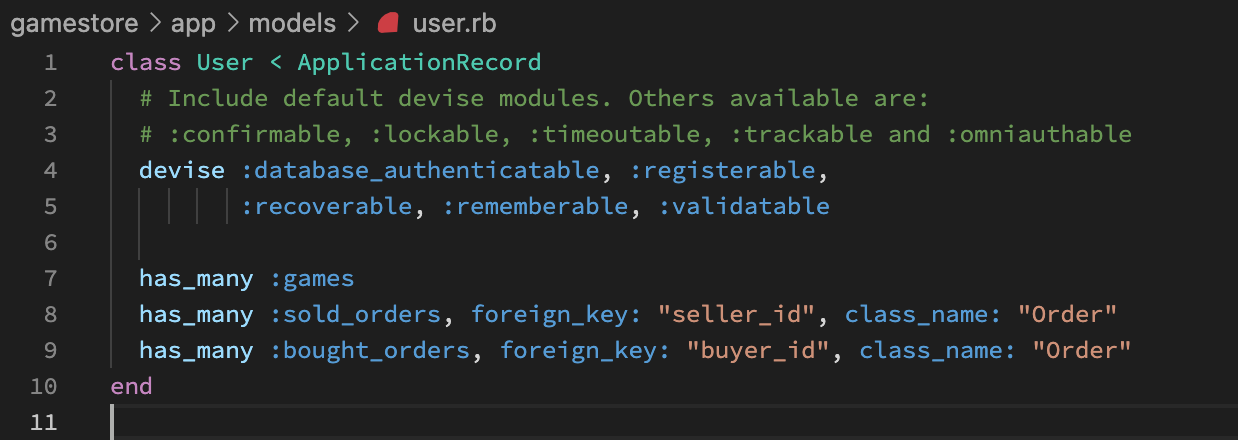 gamestore > app > models > user.rb
1 class User < ApplicationRecord
2 # Include default devise modules. Others available are:
3 # :confirmable, :lockable, :timeoutable, :trackable and :omniauthable
4 devise :database_authenticatable, :registerable,
5 :recoverable, :rememberable, :validatable
6
7 has_many :games
8 has_many :sold_orders, foreign_key: "seller_id", class_name: "Order"
9 has_many :bought_orders, foreign_key: "buyer_id", class_name: "Order"
10 end
11